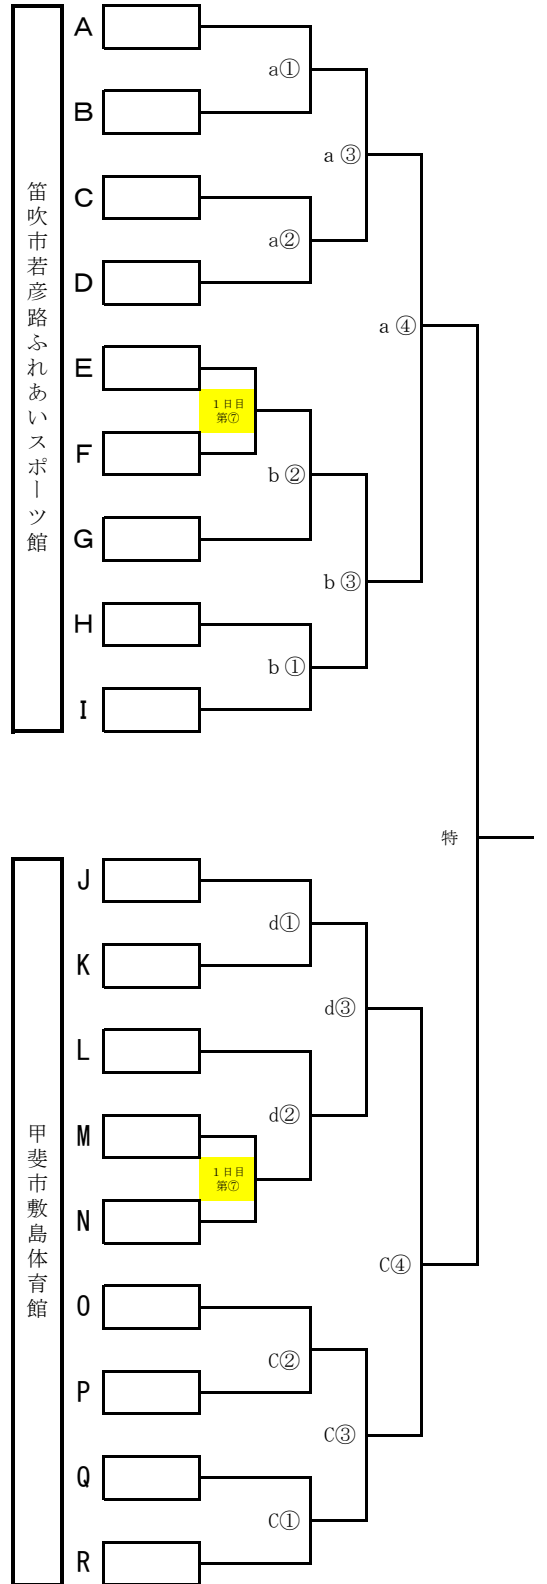 笛吹市若彦路ふれあいスポーツ館
A
a①
B
a③
C
a②
D
a④
E
１日目
第⑦
F
b②
G
b③
H
b①
I
特
J
d①
K
d③
L
d②
M
１日目
第⑦
N
甲斐市敷島体育館
C④
O
C②
P
C③
Q
C①
R